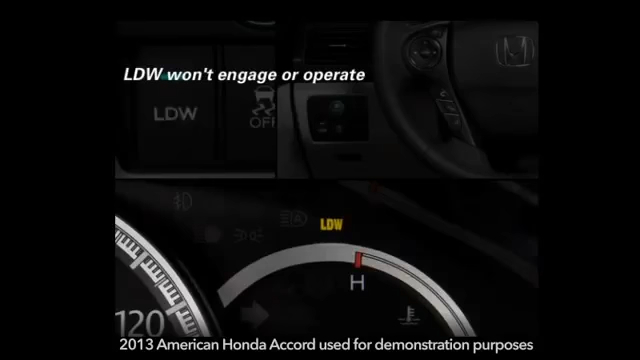 LDW won't engage or operate
LDW
OFF
LDW
H
120
2013 American Honda Accord used for demonstration purposes